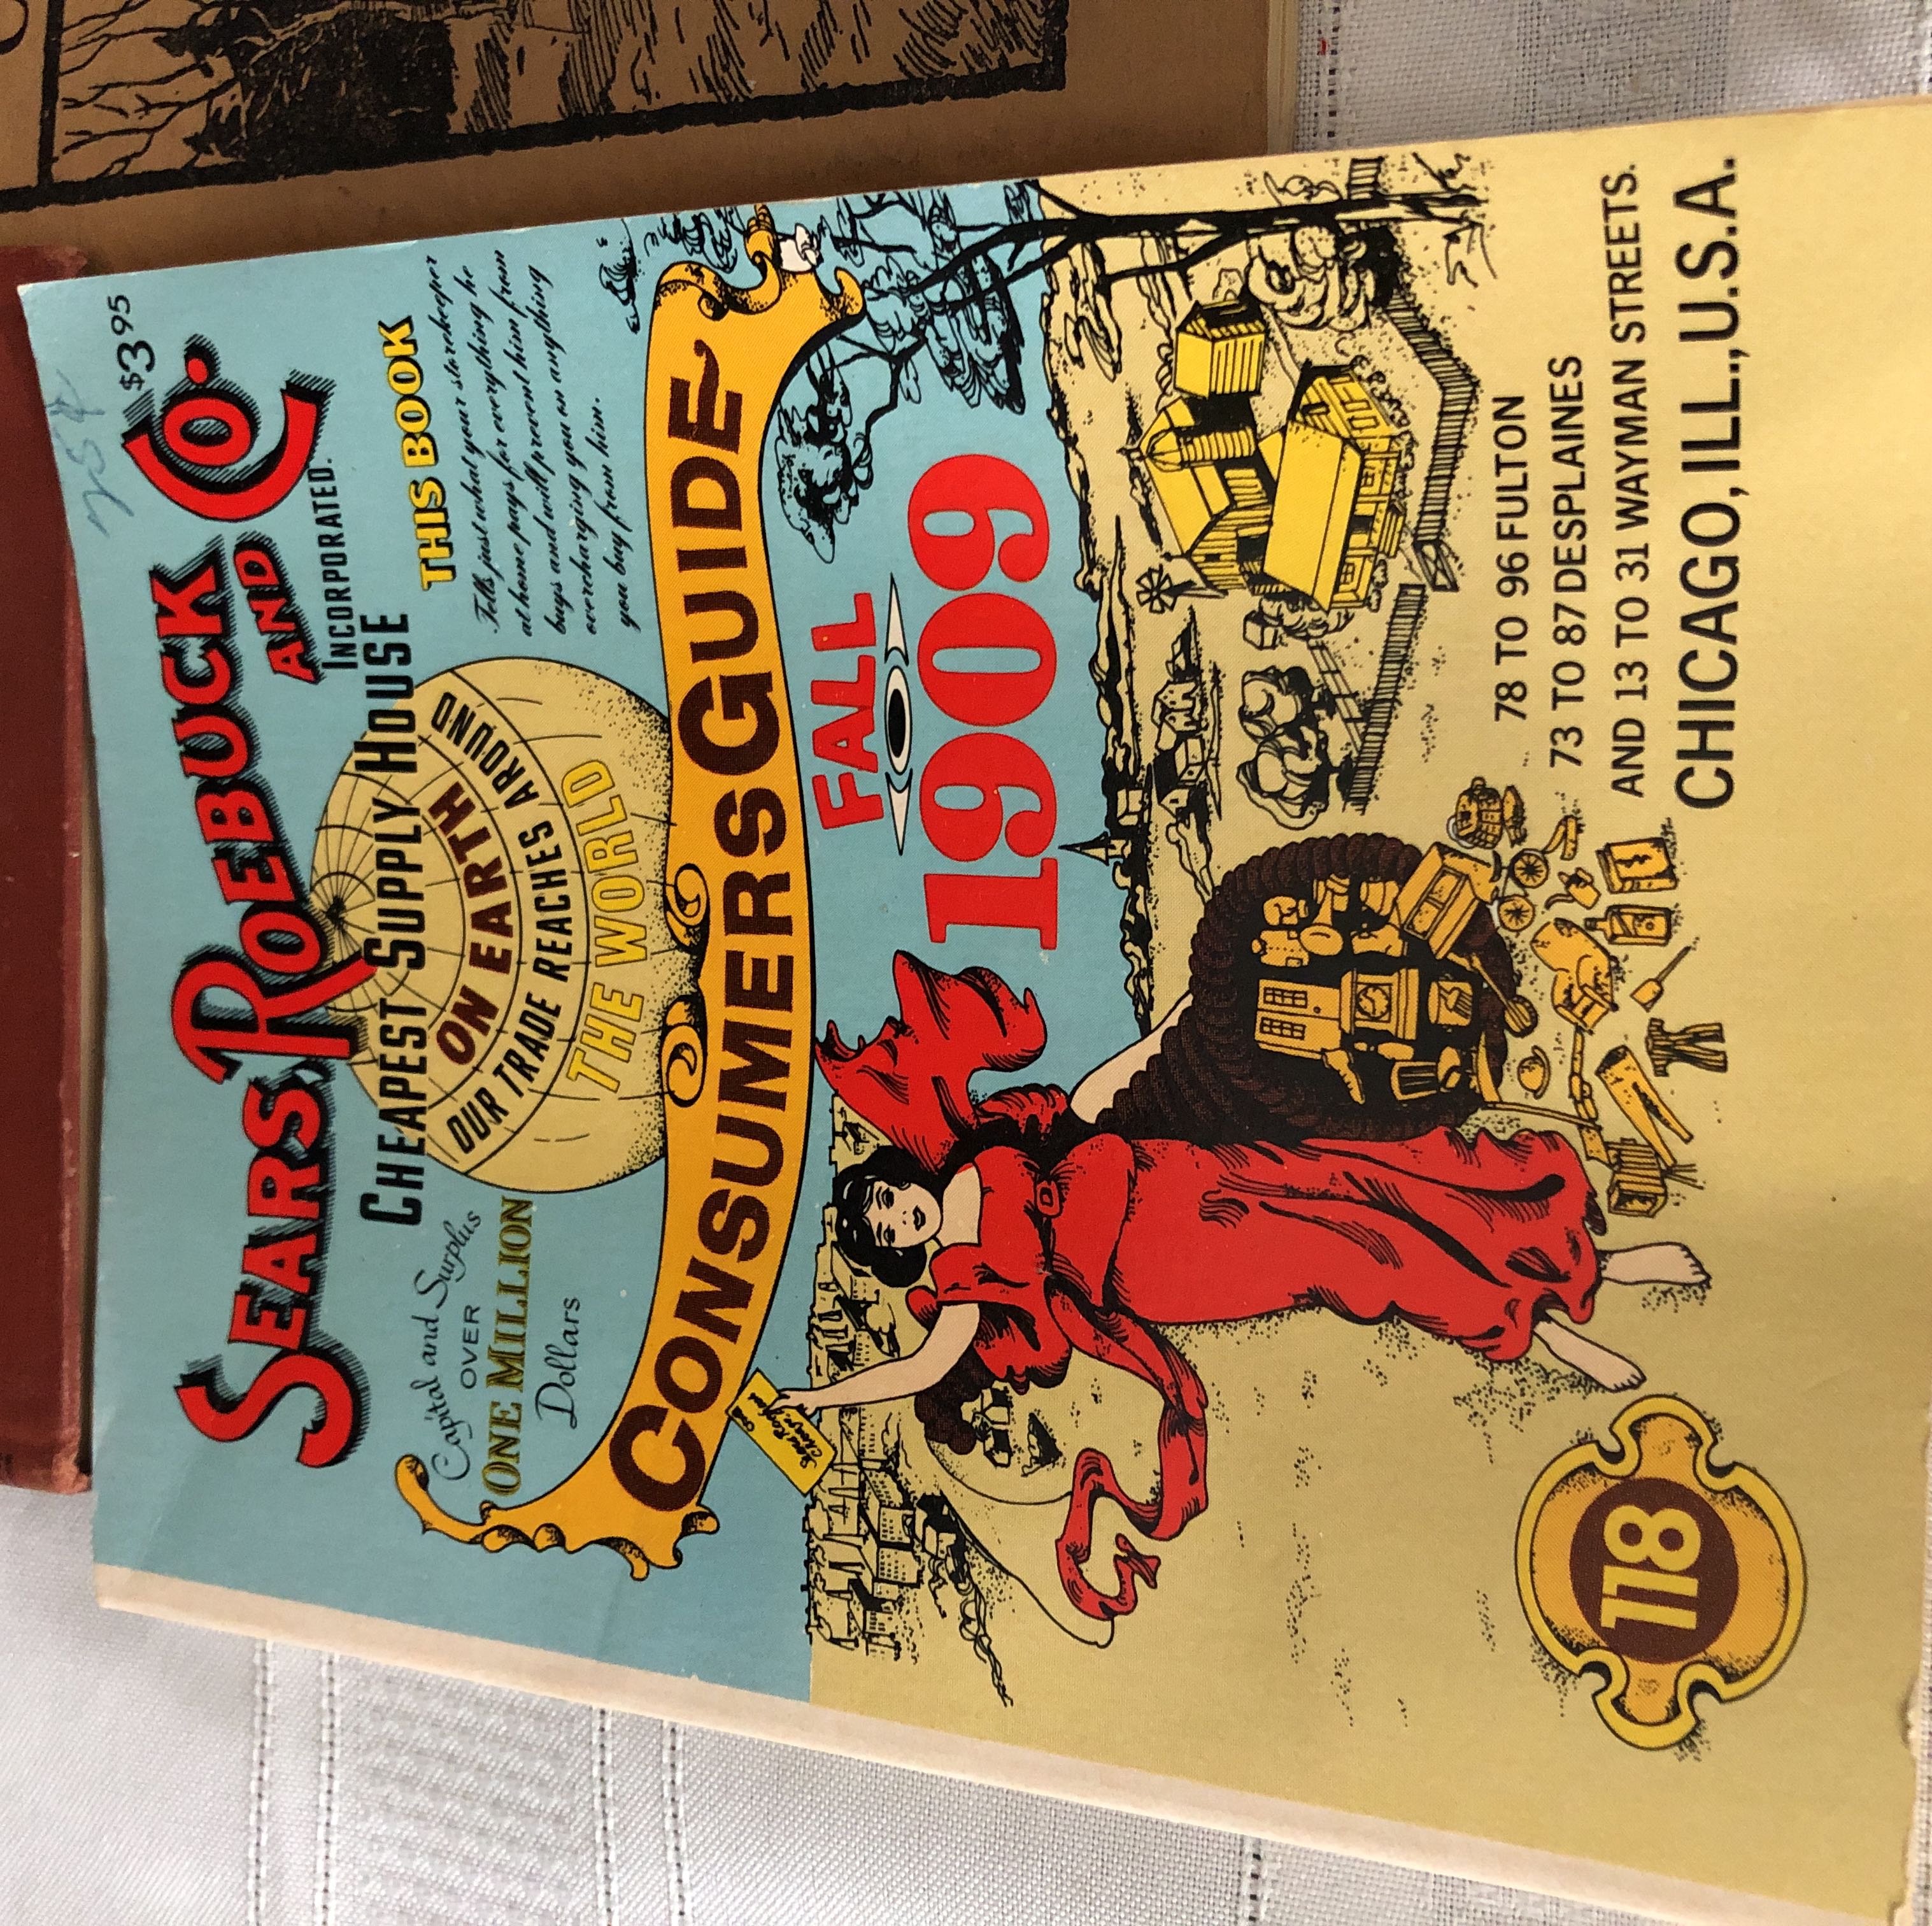 75¢
$3.95
SEARS, ROEBUCK AND CO.
INCORPORATED.
CHEAPEST SUPPLY HOUSE
ON EARTH
OUR TRADE REACHES AROUND
THE WORLD
Capital and Surplus
OVER
ONE MILLION
Dollars
THIS BOOK
Tells just what your storekeeper
at home pays for everything he
buys and will prevent him from
overcharging you on anything
you buy from him.
CONSUMERS GUIDE
FALL
1909
78 TO 96 FULTON
73 TO 87 DESPLAINES
AND 13 TO 31 WAYMAN STREETS.
CHICAGO, ILL., U.S.A.
118